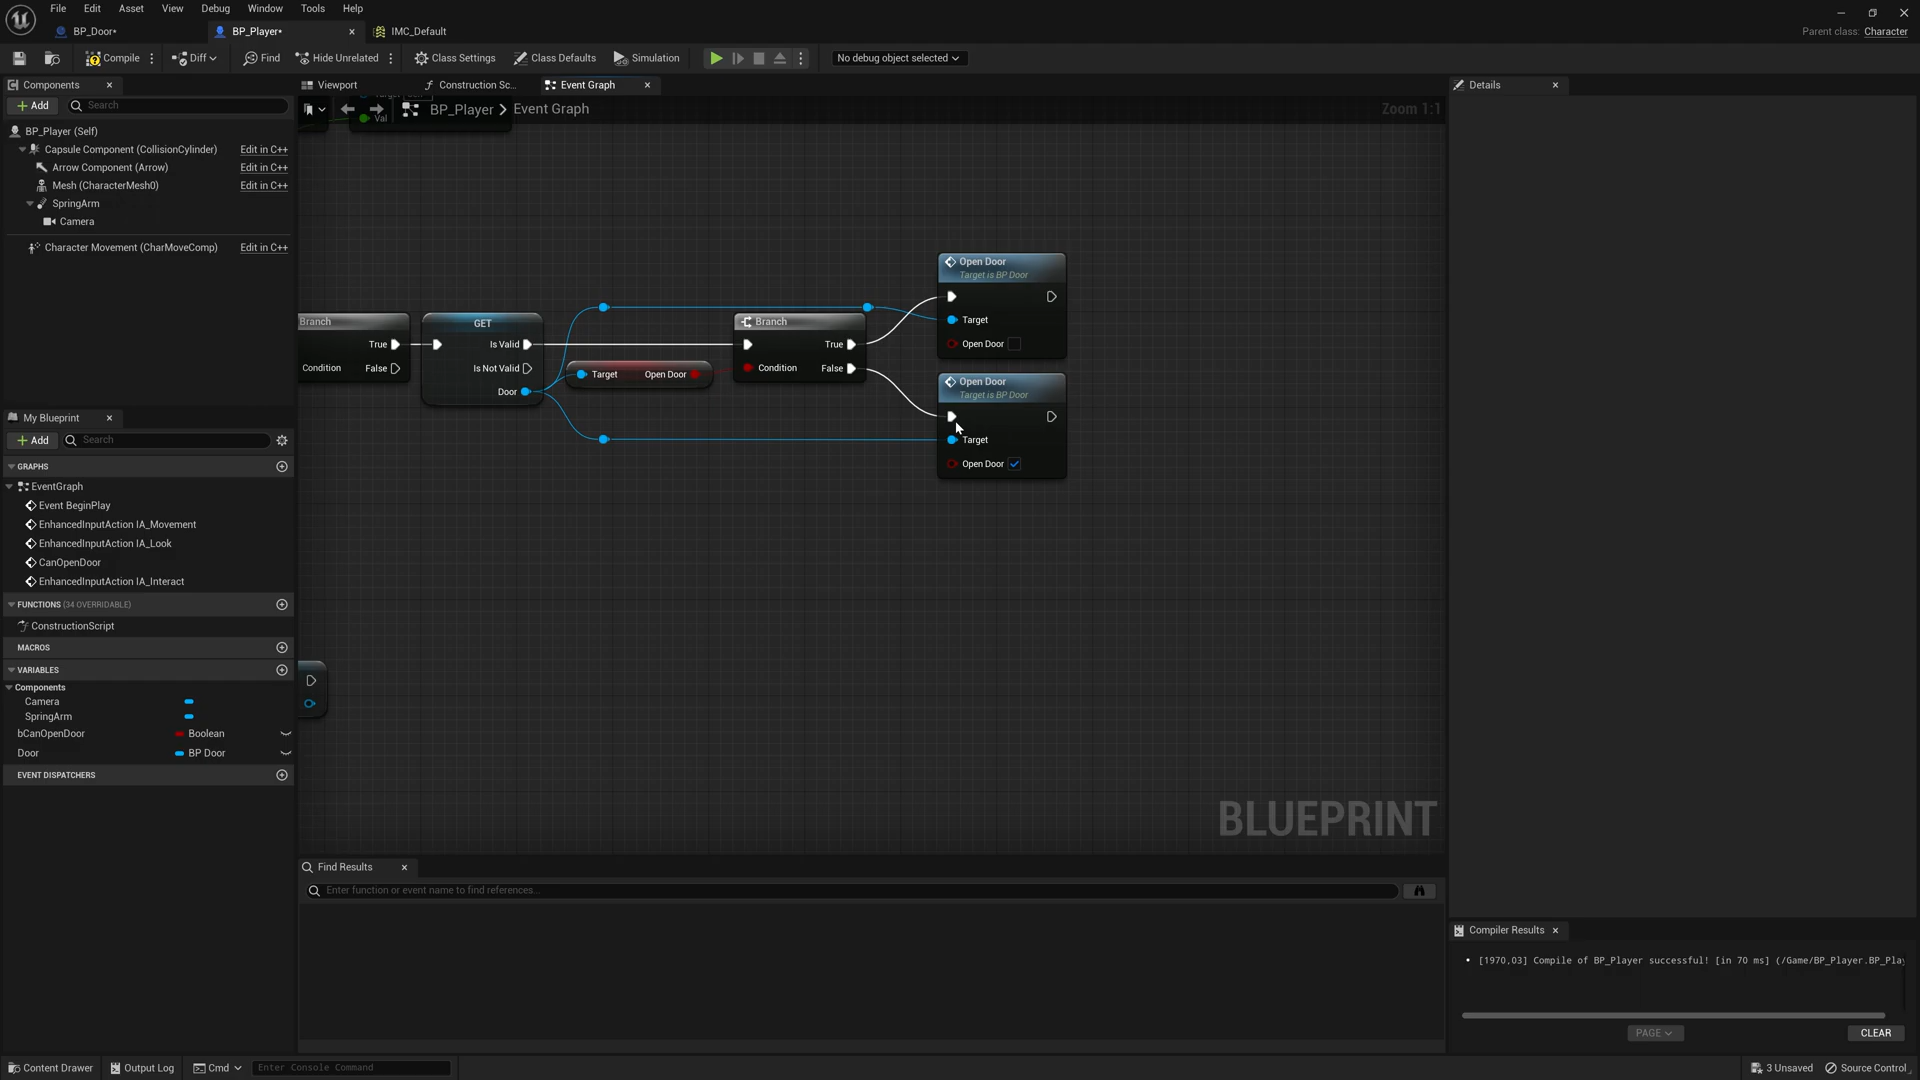 File Edit Asset View Debug Window Tools Help
BP_Door* BP_Player* IMC_Default
Parent class: Character
Compile Diff Find Hide Unrelated Class Settings Class Defaults Simulation No debug object selected
Components
Add Search
BP_Player (Self)
Capsule Component (CollisionCylinder) Edit in C++
Arrow Component (Arrow) Edit in C++
Mesh (CharacterMesh0) Edit in C++
SpringArm
Camera
Character Movement (CharMoveComp) Edit in C++
My Blueprint
Add Search
GRAPHS
EventGraph
Event BeginPlay
EnhancedInputAction IA_Movement
EnhancedInputAction IA_Look
CanOpenDoor
EnhancedInputAction IA_Interact
FUNCTIONS (34 OVERRIDABLE)
ConstructionScript
MACROS
VARIABLES
Components
Camera
SpringArm
bCanOpenDoor Boolean
Door BP Door
EVENT DISPATCHERS
Viewport Construction Sc... Event Graph
BP_Player > Event Graph
Zoom 1:1
Val
Branch
True
Condition False
GET
Is Valid
Is Not Valid
Door
Target Open Door
Branch
True
Condition False
Open Door
Target is BP Door
Target
Open Door
Open Door
Target is BP Door
Target
Open Door
BLUEPRINT
Find Results
Enter function or event name to find references...
Details
Compiler Results
[1970,03] Compile of BP_Player successful! [in 70 ms] (/Game/BP_Player.BP_Play
PAGE CLEAR
Content Drawer Output Log Cmd Enter Console Command
3 Unsaved Source Control